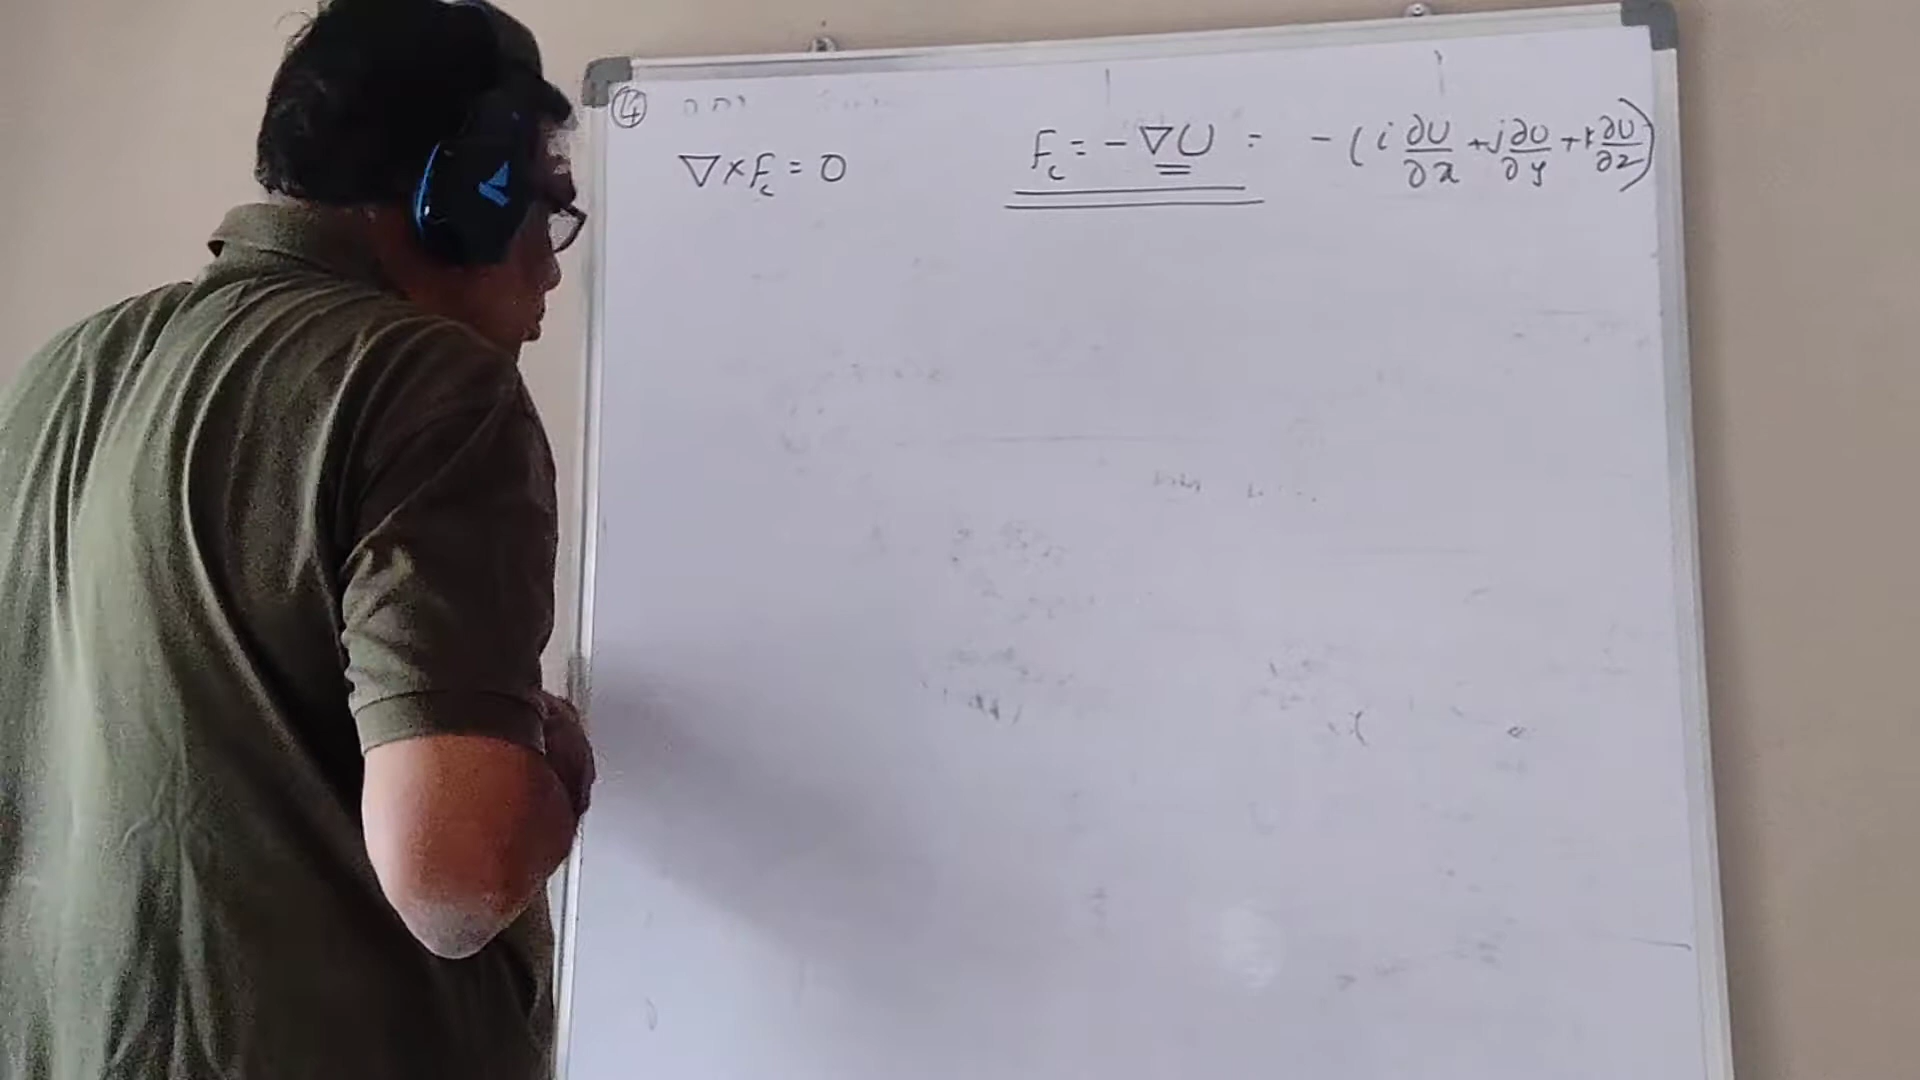 ④
∇×F_c = 0
F_c = -∇U = -(i ∂U/∂x + j ∂U/∂y + k ∂U/∂z)